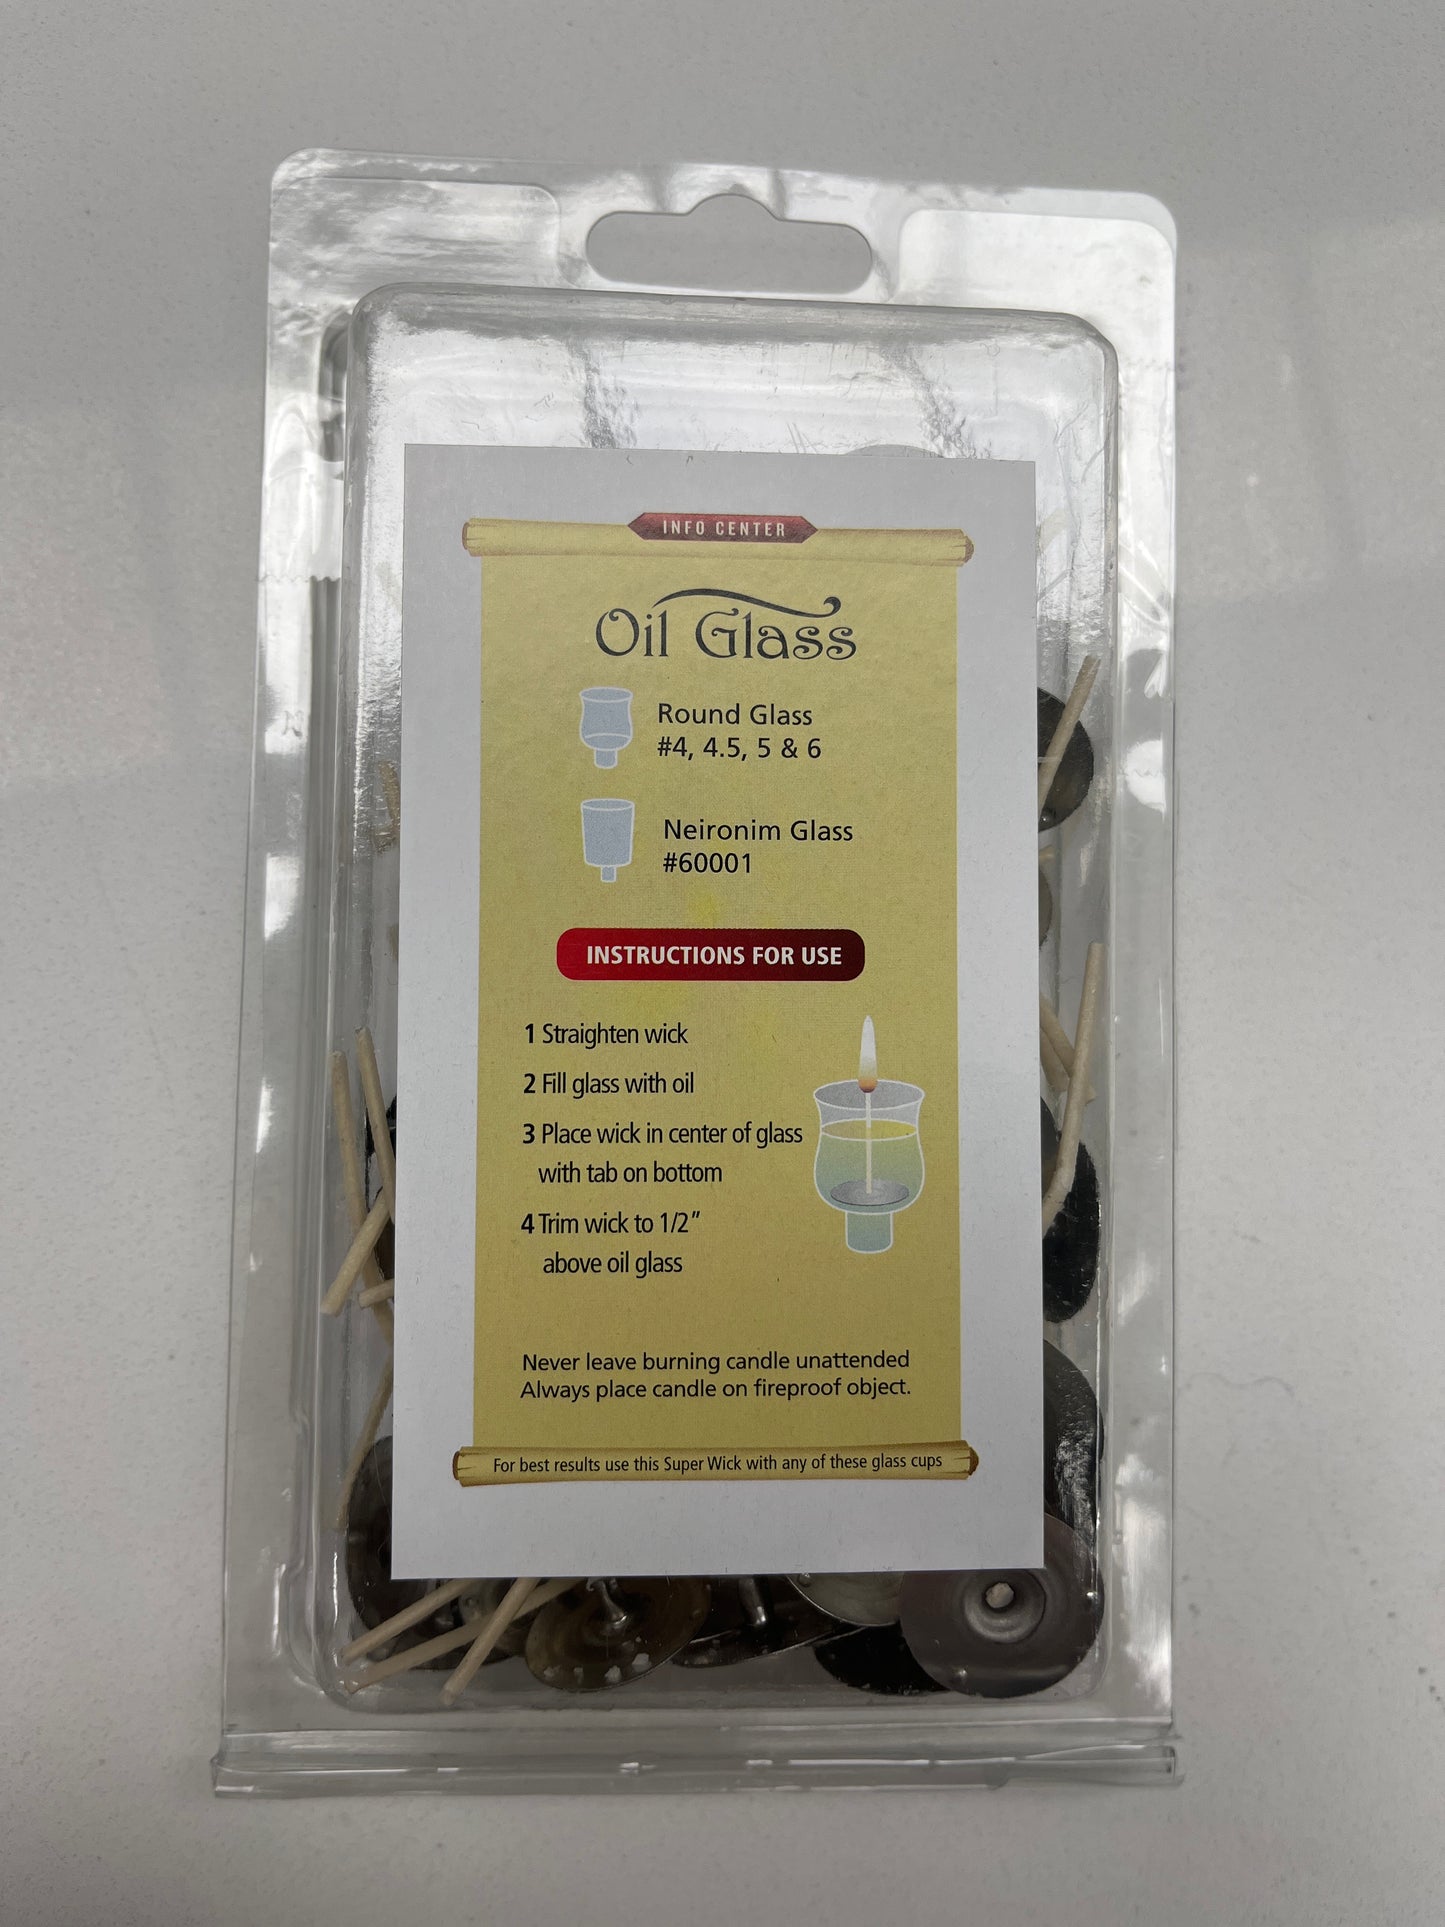 INFO CENTER
Oil Glass
Round Glass
#4, 4.5, 5 & 6
Neironim Glass
#60001
INSTRUCTIONS FOR USE
1 Straighten wick
2 Fill glass with oil
3 Place wick in center of glass
with tab on bottom
4 Trim wick to 1/2"
above oil glass
Never leave burning candle unattended
Always place candle on fireproof object.
For best results use this Super Wick with any of these glass cups